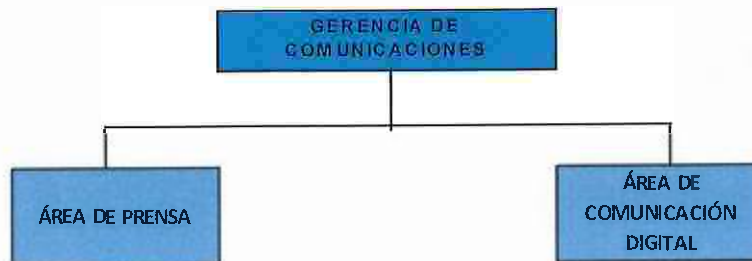 GERENCIA DE
COMUNICACIONES
ÁREA DE PRENSA
ÁREA DE
COMUNICACIÓN
DIGITAL